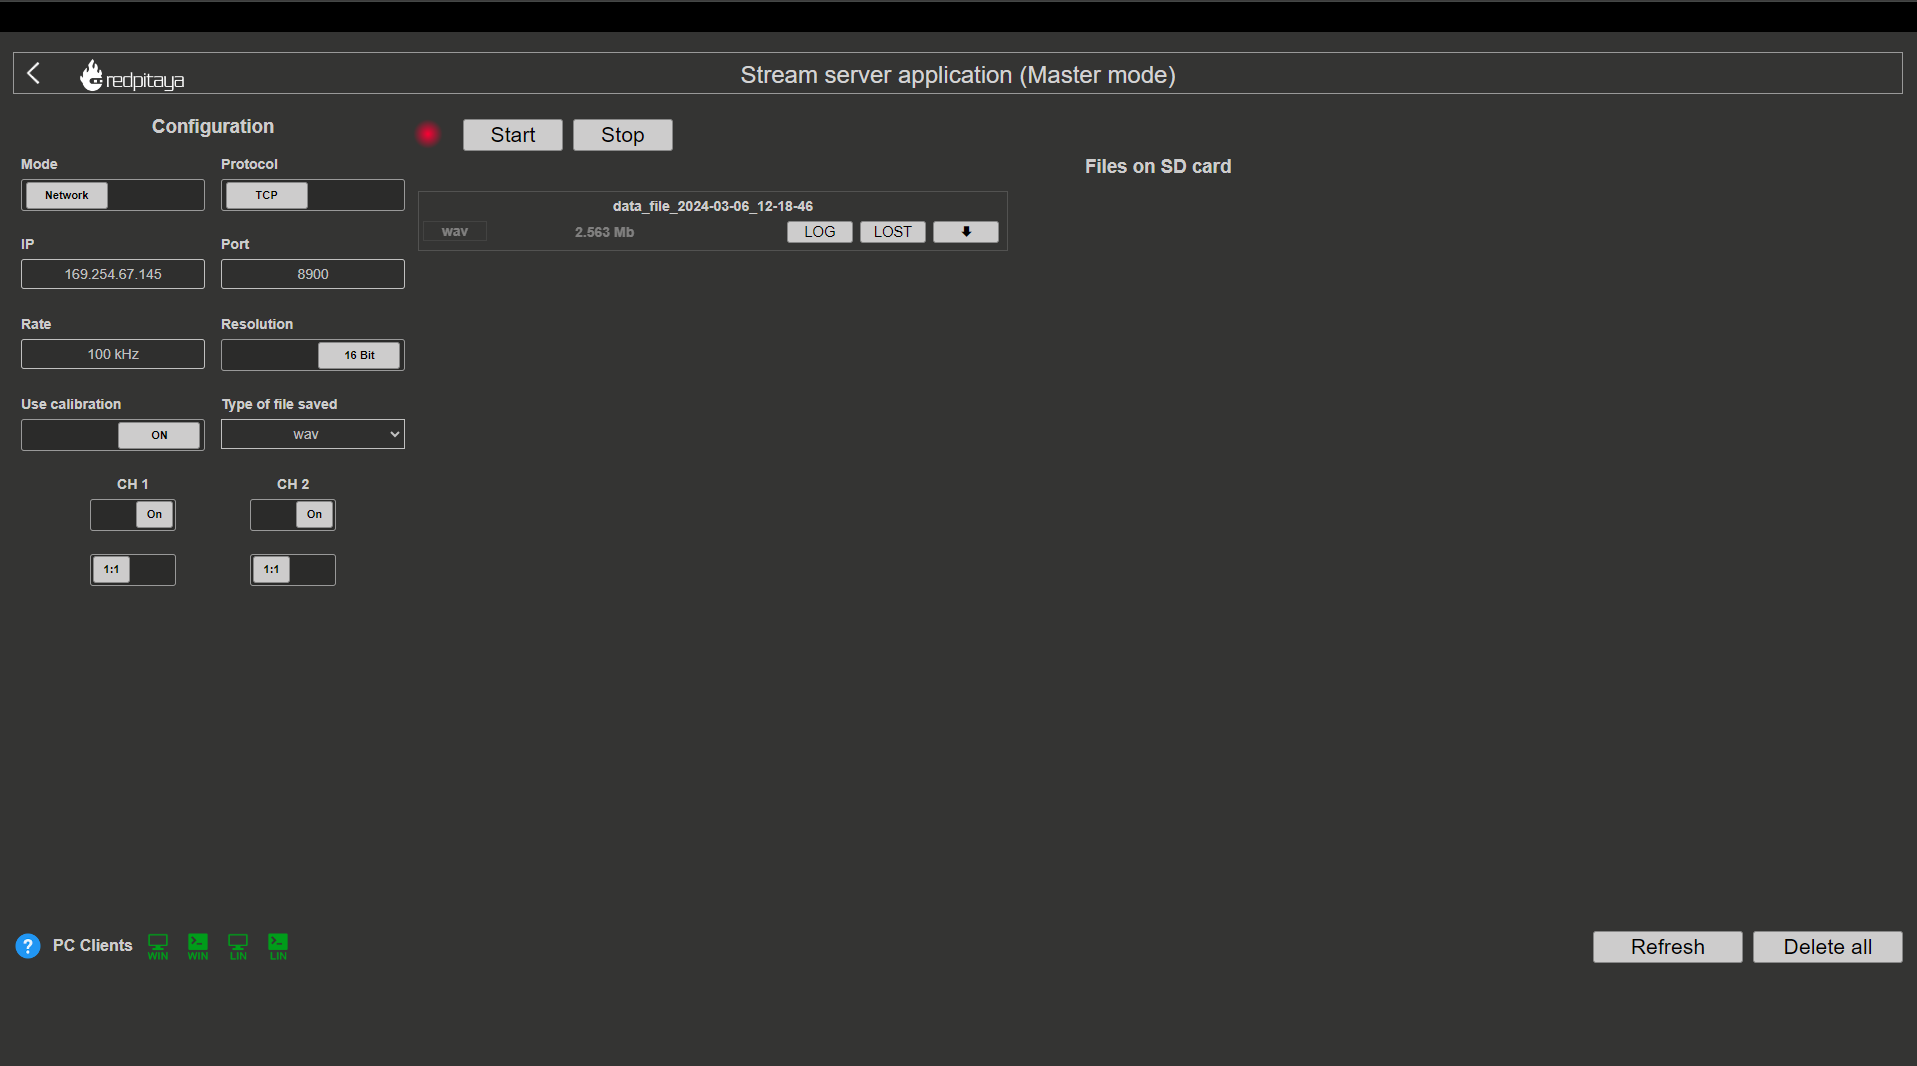 redpitaya
Stream server application (Master mode)
Configuration
Start
Stop
Mode
Protocol
Network
TCP
IP
Port
169.254.67.145
8900
Rate
Resolution
100 kHz
16 Bit
Use calibration
Type of file saved
ON
wav
CH 1
CH 2
On
On
1:1
1:1
Files on SD card
data_file_2024-03-06_12-18-46
wav
2.563 Mb
LOG
LOST
? PC Clients
WIN
WIN
LIN
LIN
Refresh
Delete all